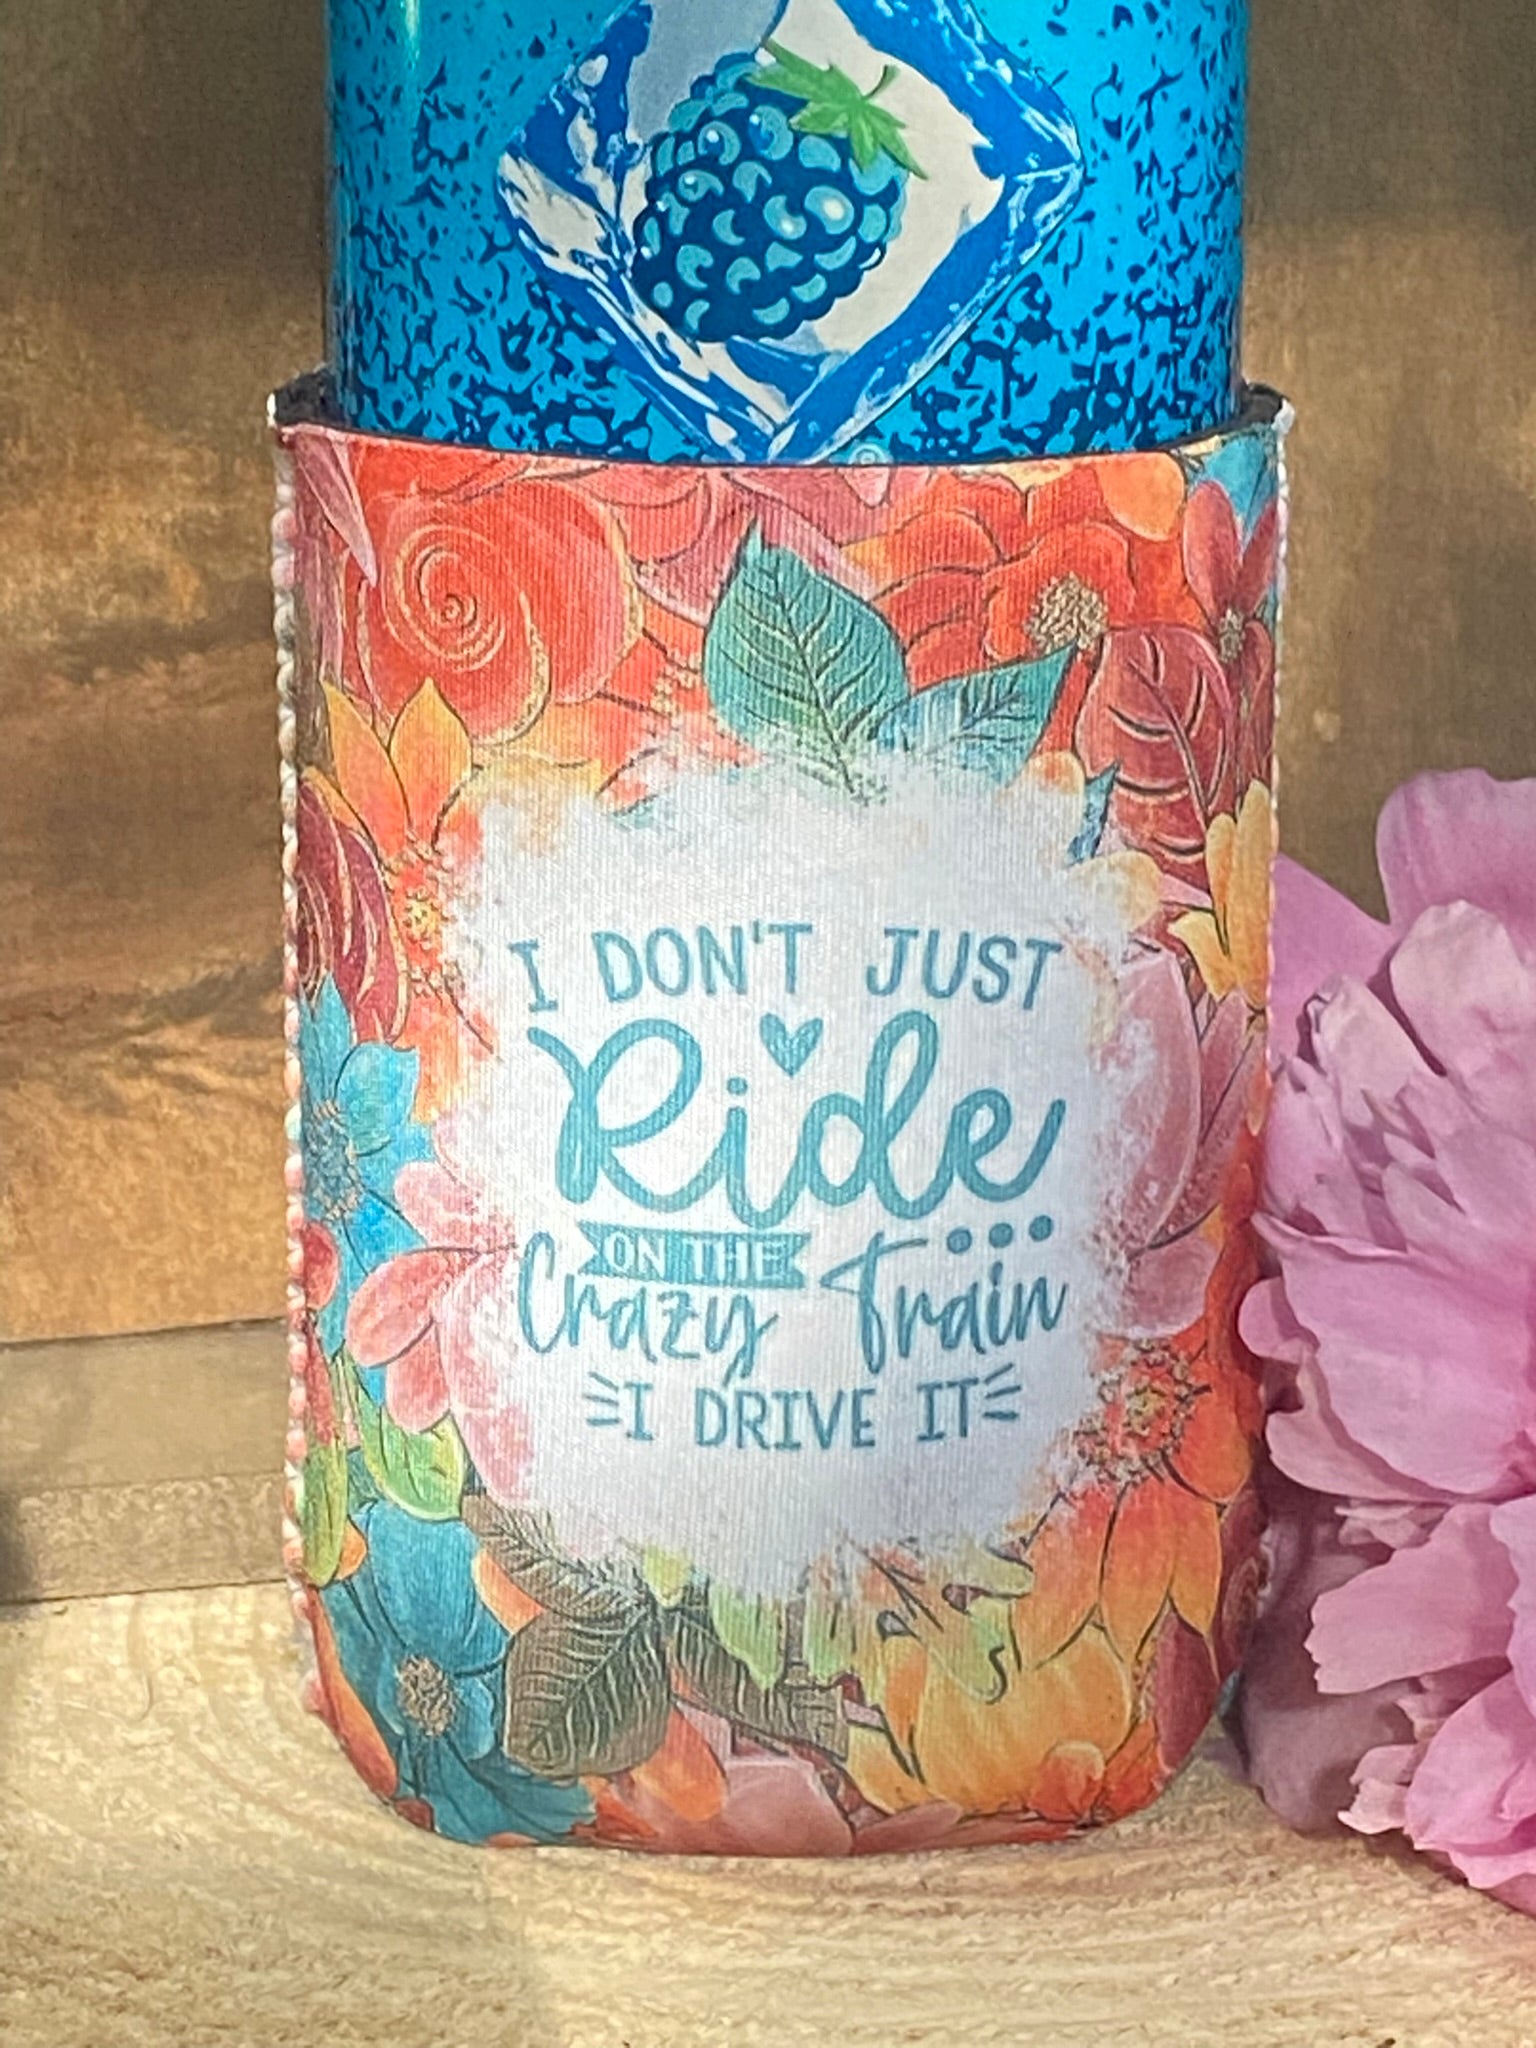 I DON'T JUST
Ride
ON THE
Crazy Train...
I DRIVE IT